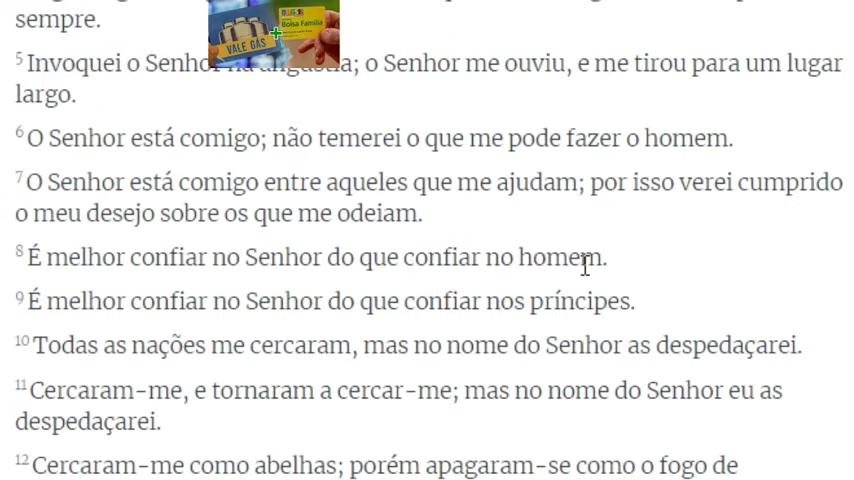 sempre.
VALE GÁS
Bolsa Família
5 Invoquei o Senhor na angústia; o Senhor me ouviu, e me tirou para um lugar
largo.
6 O Senhor está comigo; não temerei o que me pode fazer o homem.
7 O Senhor está comigo entre aqueles que me ajudam; por isso verei cumprido
o meu desejo sobre os que me odeiam.
8 É melhor confiar no Senhor do que confiar no homem.
9 É melhor confiar no Senhor do que confiar nos príncipes.
10 Todas as nações me cercaram, mas no nome do Senhor as despedaçarei.
11 Cercaram-me, e tornaram a cercar-me; mas no nome do Senhor eu as
despedaçarei.
12 Cercaram-me como abelhas; porém apagaram-se como o fogo de